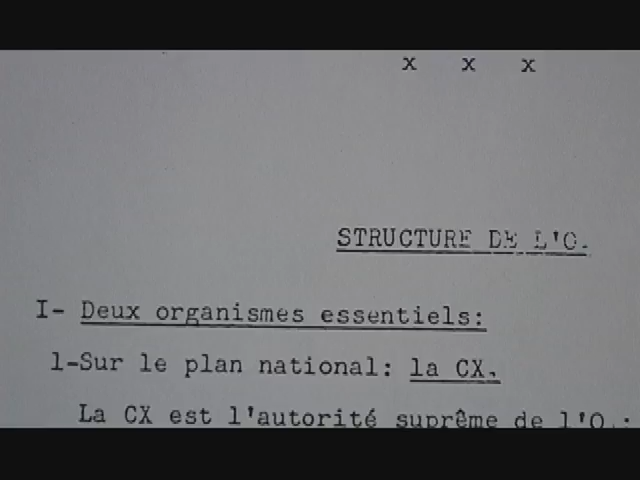 x x x
STRUCTURE DE L'O.
I- Deux organismes essentiels:
1-Sur le plan national: la CX.
La CX est l'autorité suprême de l'O.: